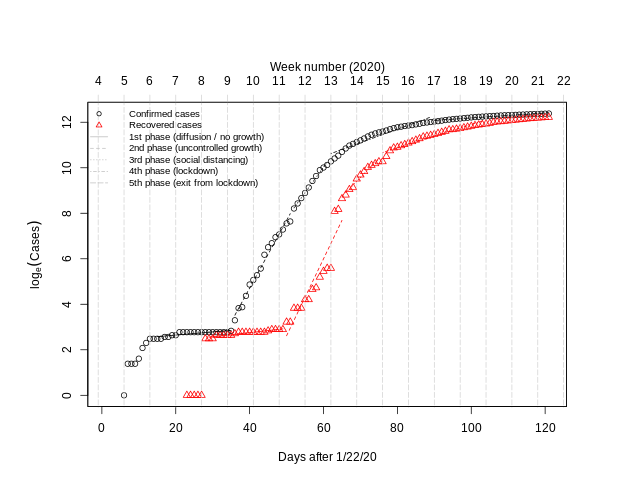 Week number (2020)
4 5 6 7 8 9 10 11 12 13 14 15 16 17 18 19 20 21 22
Confirmed cases
Recovered cases
1st phase (diffusion / no growth)
2nd phase (uncontrolled growth)
3rd phase (social distancing)
4th phase (lockdown)
5th phase (exit from lockdown)
12
10
8
6
4
2
0
logₑ(Cases)
0 20 40 60 80 100 120
Days after 1/22/20